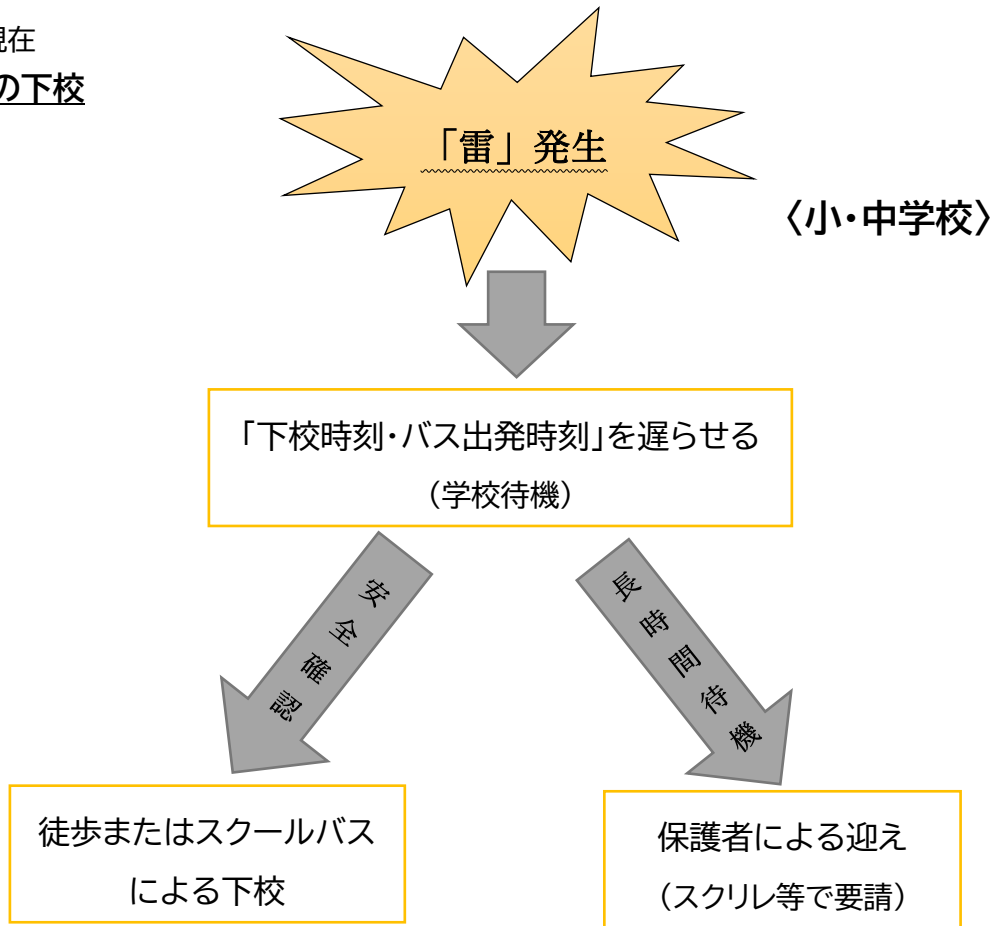 現在
の下校
「雷」発生
〈小・中学校〉
「下校時刻・バス出発時刻」を遅らせる
（学校待機）
安全確認
長時間待機
徒歩またはスクールバス
による下校
保護者による迎え
（スクリレ等で要請）